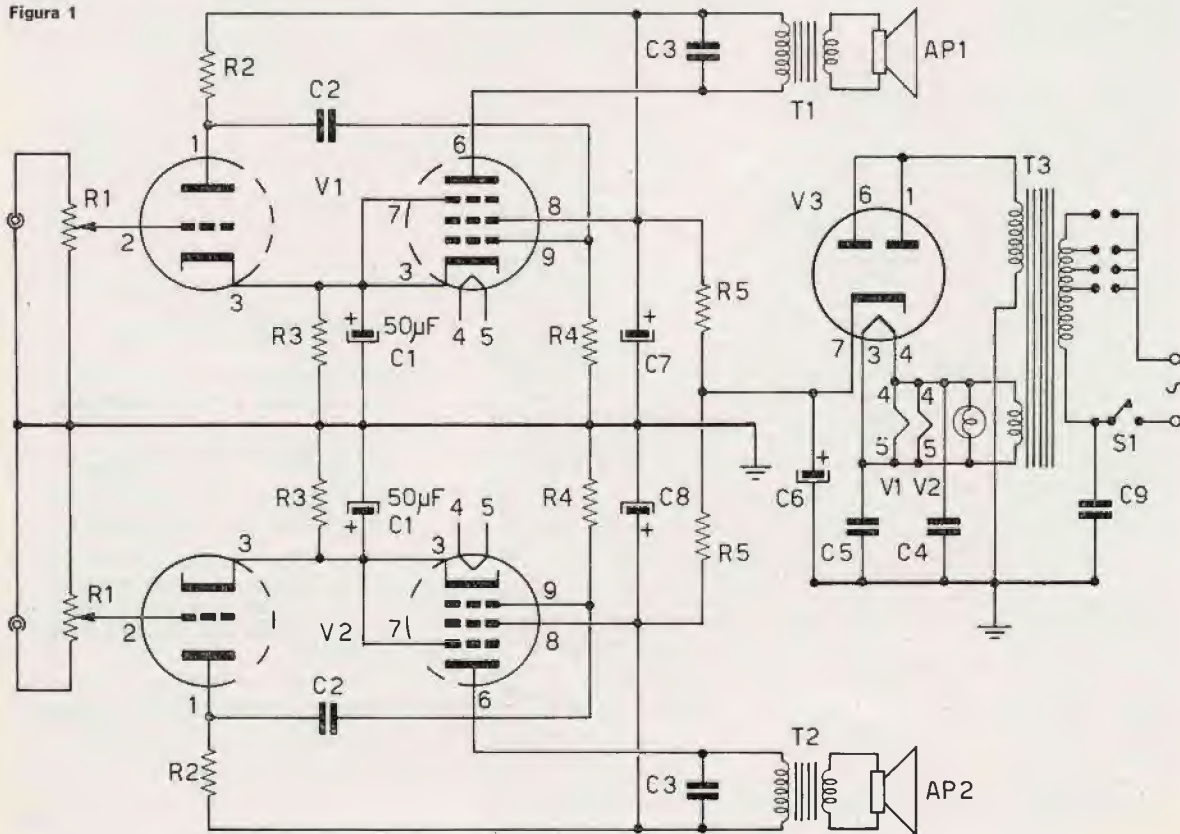 Figura 1
R2
C2
C3
T1
AP1
1
6
R1
2
V1
7
8
9
3
3
4 5
R3
+
50µF
C1
R4
+
C7
R5
V3
6
1
T3
7
3
4
4
4
5
5
V1
V2
C6
+
C5
C4
S1
C9
R3
50µF
C1
+
R4
C8
+
R5
4 5
3
3
R1
2
V2
7
9
8
1
6
C2
R2
C3
T2
AP2